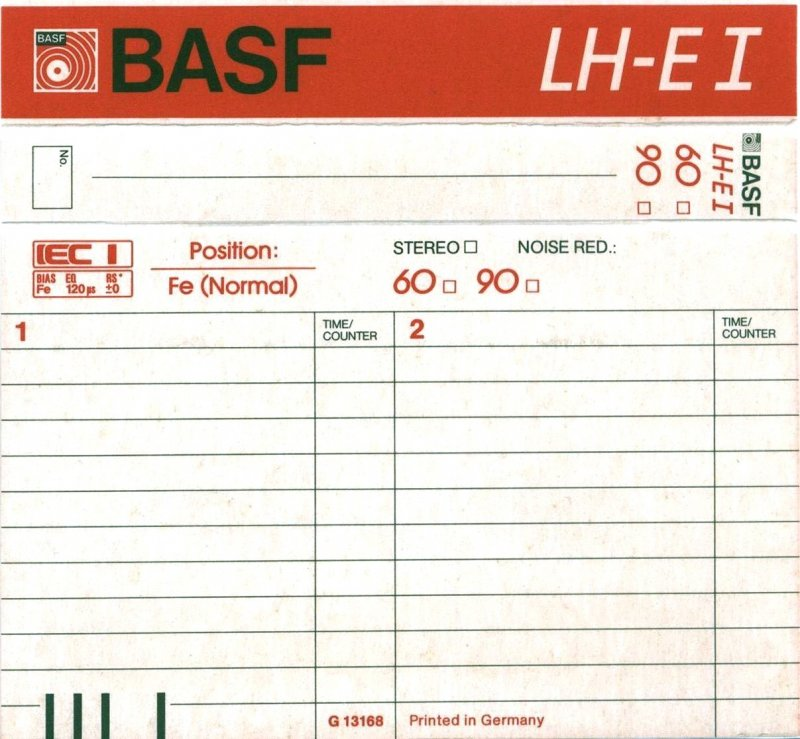 BASF BASF LH-E I
No. 60 90 LH-EI BASF
IEC I Position: STEREO NOISE RED.:
BIAS EQ RS*
Fe 120µs ±0 Fe (Normal) 60 90
1 TIME/ COUNTER 2 TIME/ COUNTER
G 13168 Printed in Germany